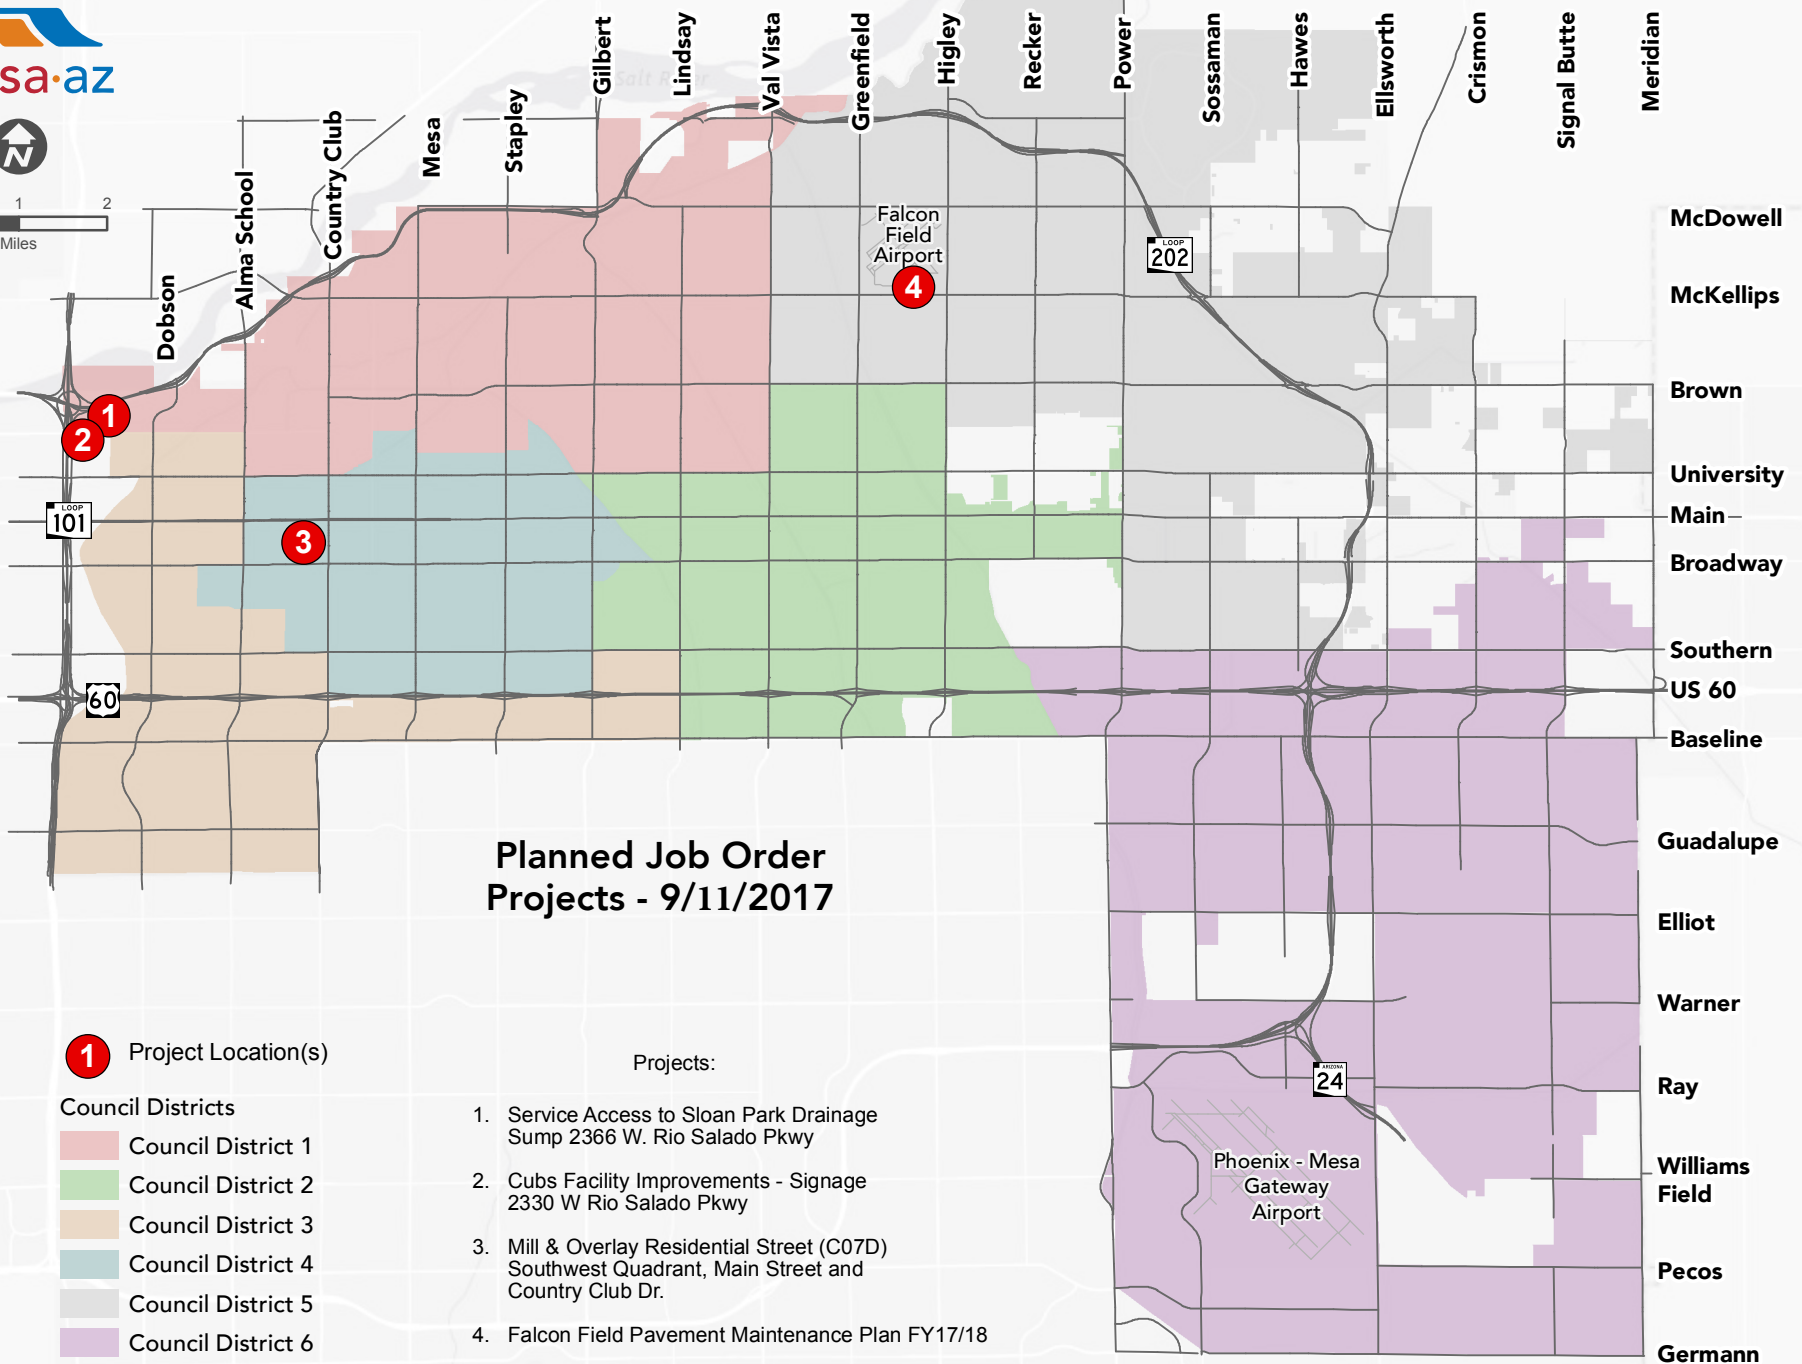 sa·az
N
1 2
Miles
Dobson
Alma School
Country Club
Mesa
Stapley
Gilbert
Lindsay
Val Vista
Greenfield
Higley
Recker
Power
Sossaman
Hawes
Ellsworth
Crismon
Signal Butte
Meridian
Salt River
McDowell
McKellips
Brown
University
Main
Broadway
Southern
US 60
Baseline
Guadalupe
Elliot
Warner
Ray
Williams
Field
Pecos
Germann
Falcon
Field
Airport
4
LOOP
202
1
2
LOOP
101
3
60
ARIZONA
24
Phoenix - Mesa
Gateway
Airport
Planned Job Order
Projects - 9/11/2017
1 Project Location(s)
Council Districts
Council District 1
Council District 2
Council District 3
Council District 4
Council District 5
Council District 6
Projects:
1. Service Access to Sloan Park Drainage
Sump 2366 W. Rio Salado Pkwy
2. Cubs Facility Improvements - Signage
2330 W Rio Salado Pkwy
3. Mill & Overlay Residential Street (C07D)
Southwest Quadrant, Main Street and
Country Club Dr.
4. Falcon Field Pavement Maintenance Plan FY17/18